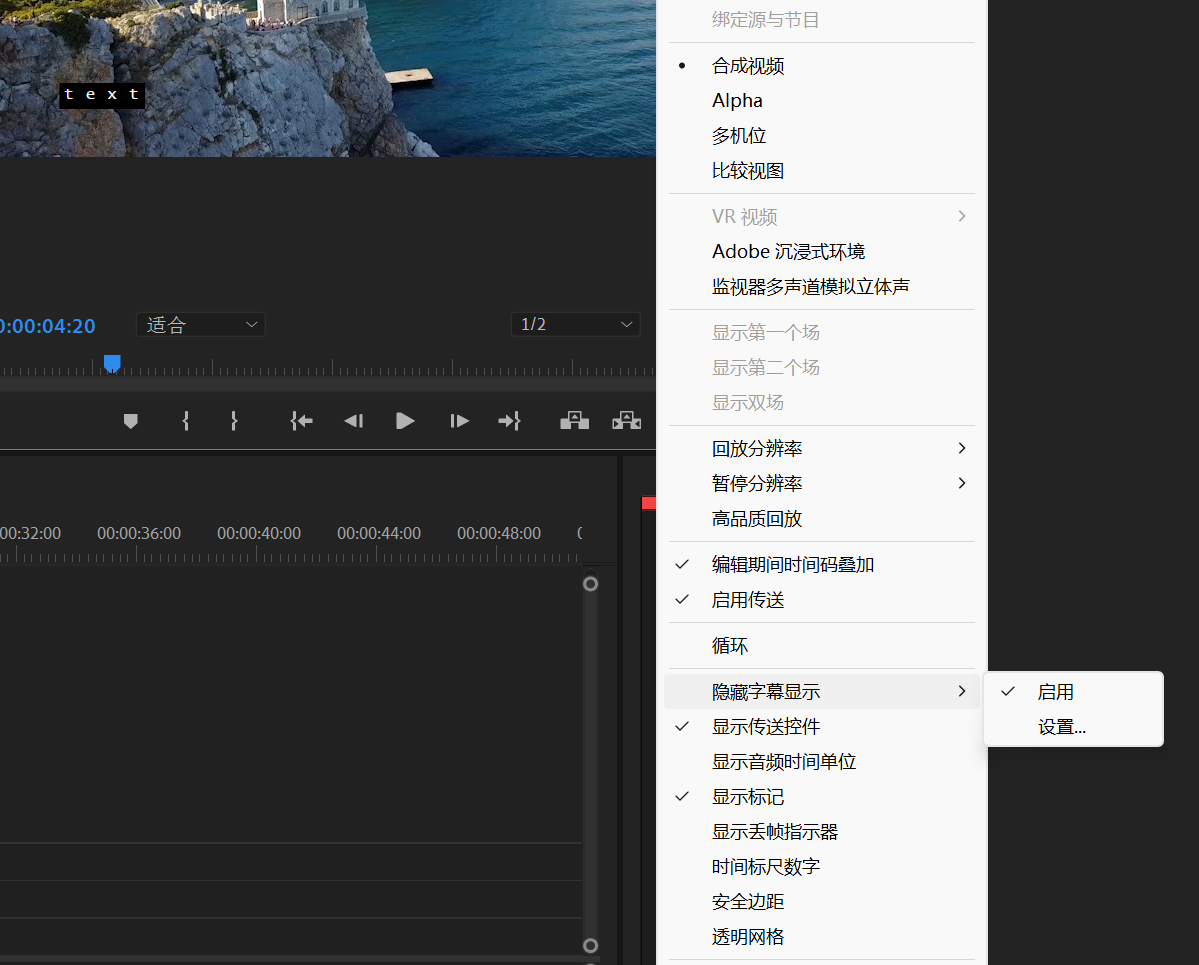 绑定源与节目
合成视频
Alpha
多机位
比较视图
VR 视频
Adobe 沉浸式环境
监视器多声道模拟立体声
显示第一个场
显示第二个场
显示双场
回放分辨率
暂停分辨率
高品质回放
编辑期间时间码叠加
启用传送
循环
隐藏字幕显示
启用
设置...
显示传送控件
显示音频时间单位
显示标记
显示丢帧指示器
时间标尺数字
安全边距
透明网格
text
0:00:04:20
适合
1/2
00:32:00 00:00:36:00 00:00:40:00 00:00:44:00 00:00:48:00